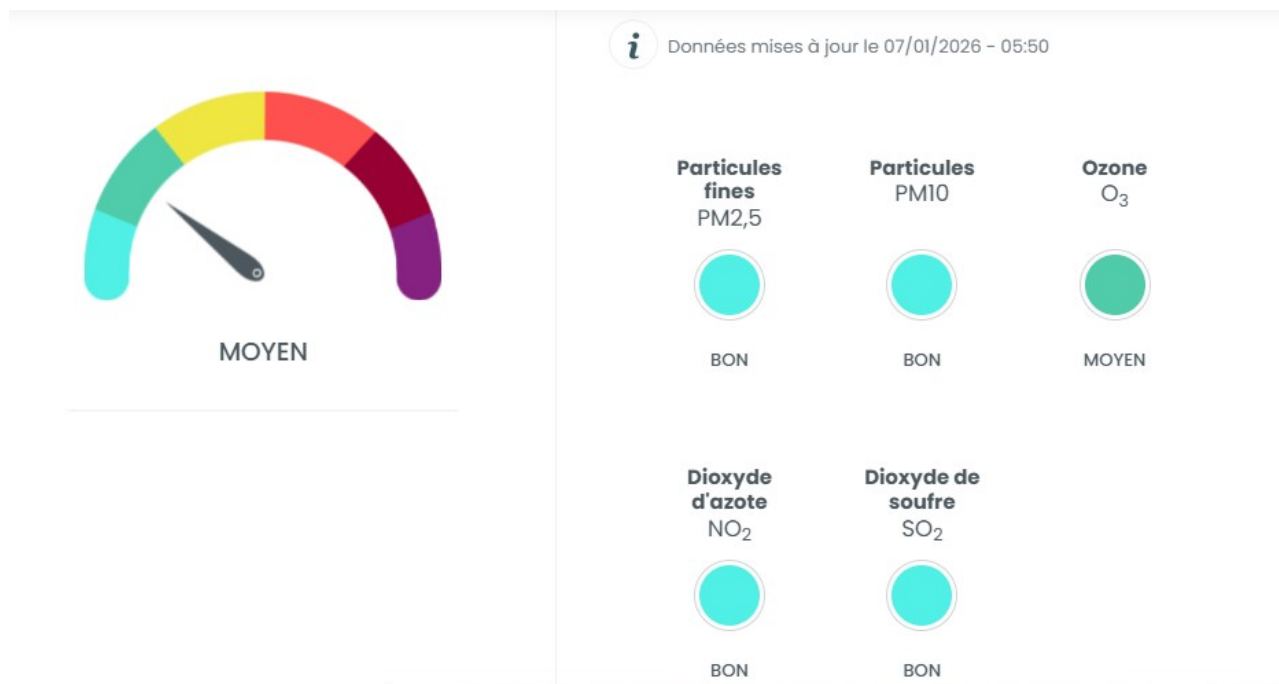 i Données mises à jour le 07/01/2026 - 05:50
MOYEN
Particules
fines
PM2,5
BON
Particules
PM10
BON
Ozone
O₃
MOYEN
Dioxyde
d'azote
NO₂
BON
Dioxyde de
soufre
SO₂
BON